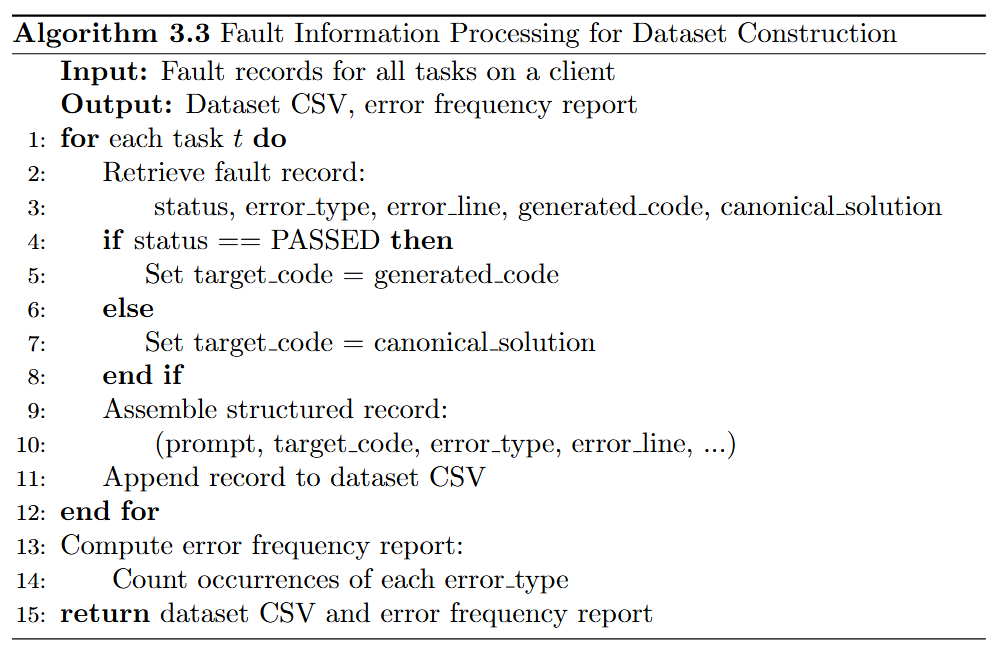 Algorithm 3.3 Fault Information Processing for Dataset Construction
Input: Fault records for all tasks on a client
Output: Dataset CSV, error frequency report
1: for each task t do
2: Retrieve fault record:
3: status, error_type, error_line, generated_code, canonical_solution
4: if status == PASSED then
5: Set target_code = generated_code
6: else
7: Set target_code = canonical_solution
8: end if
9: Assemble structured record:
10: (prompt, target_code, error_type, error_line, ...)
11: Append record to dataset CSV
12: end for
13: Compute error frequency report:
14: Count occurrences of each error_type
15: return dataset CSV and error frequency report